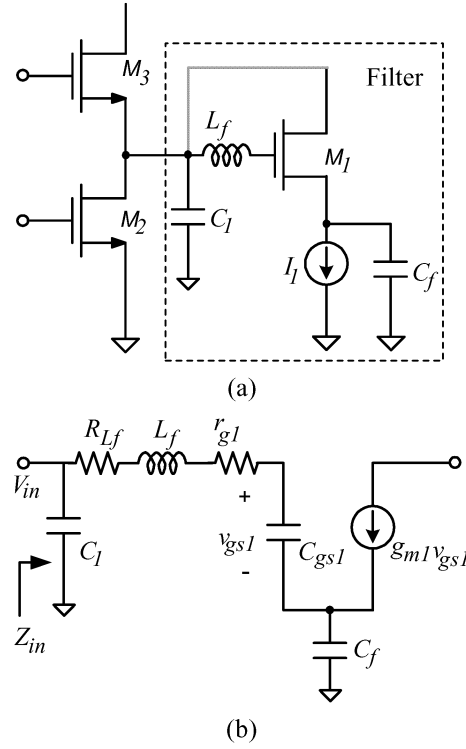 M3
Filter
Lf
M1
M2
C1
I1
Cf
(a)
RLf
Lf
rg1
Vin
+
vgs1
-
Cgs1
gm1vgs1
C1
Zin
Cf
(b)